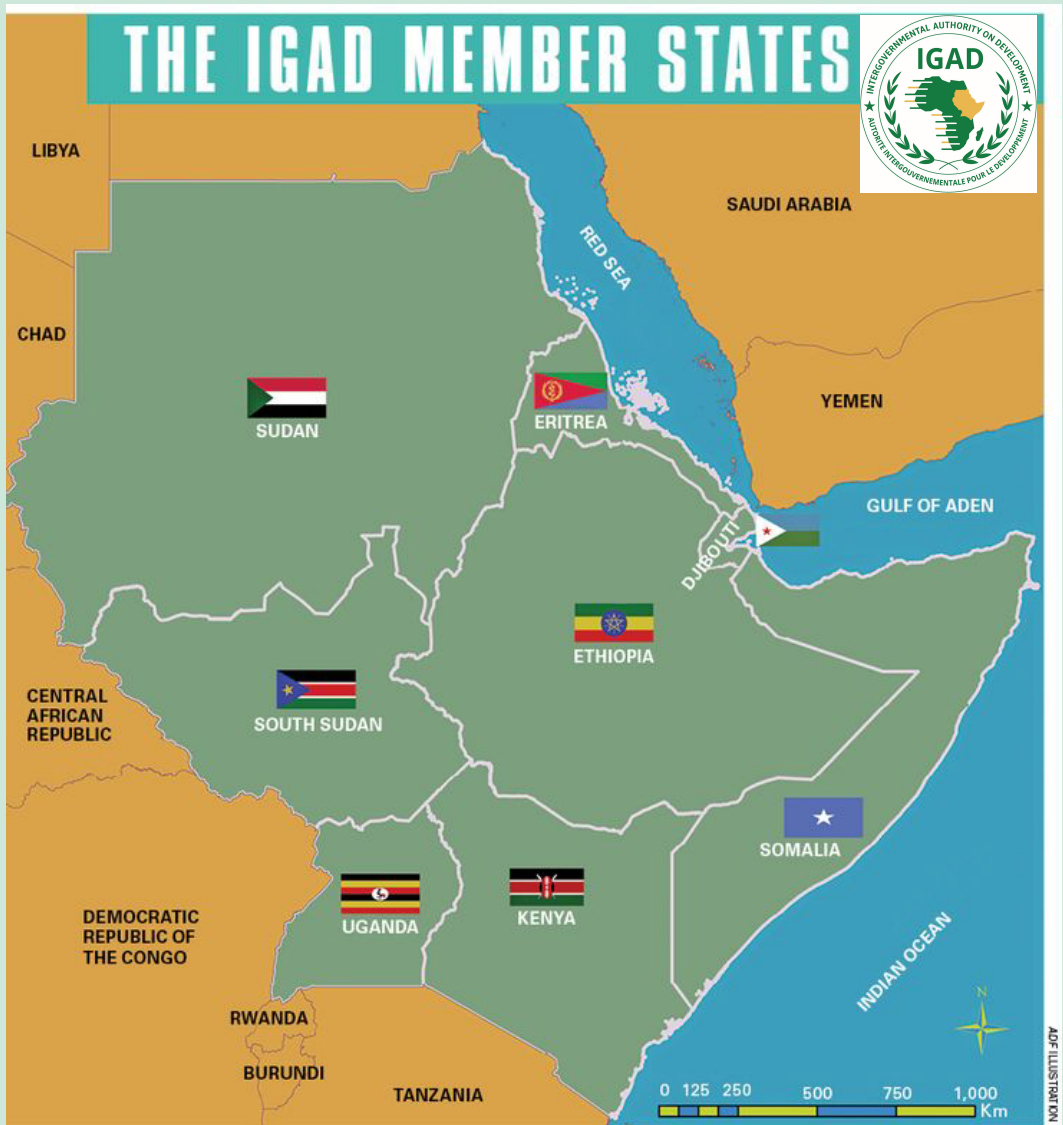 THE IGAD MEMBER STATES
INTERGOVERNMENTAL AUTHORITY ON DEVELOPMENT
IGAD
AUTORITE INTERGOUVERNEMENTALE POUR LE DEVELOPPEMENT
LIBYA
SAUDI ARABIA
RED SEA
CHAD
YEMEN
SUDAN
ERITREA
GULF OF ADEN
DJIBOUTI
ETHIOPIA
CENTRAL
AFRICAN
REPUBLIC
SOUTH SUDAN
SOMALIA
UGANDA
KENYA
DEMOCRATIC
REPUBLIC OF
THE CONGO
INDIAN OCEAN
N
RWANDA
BURUNDI
TANZANIA
0 125 250 500 750 1,000
Km
ADF ILLUSTRATION